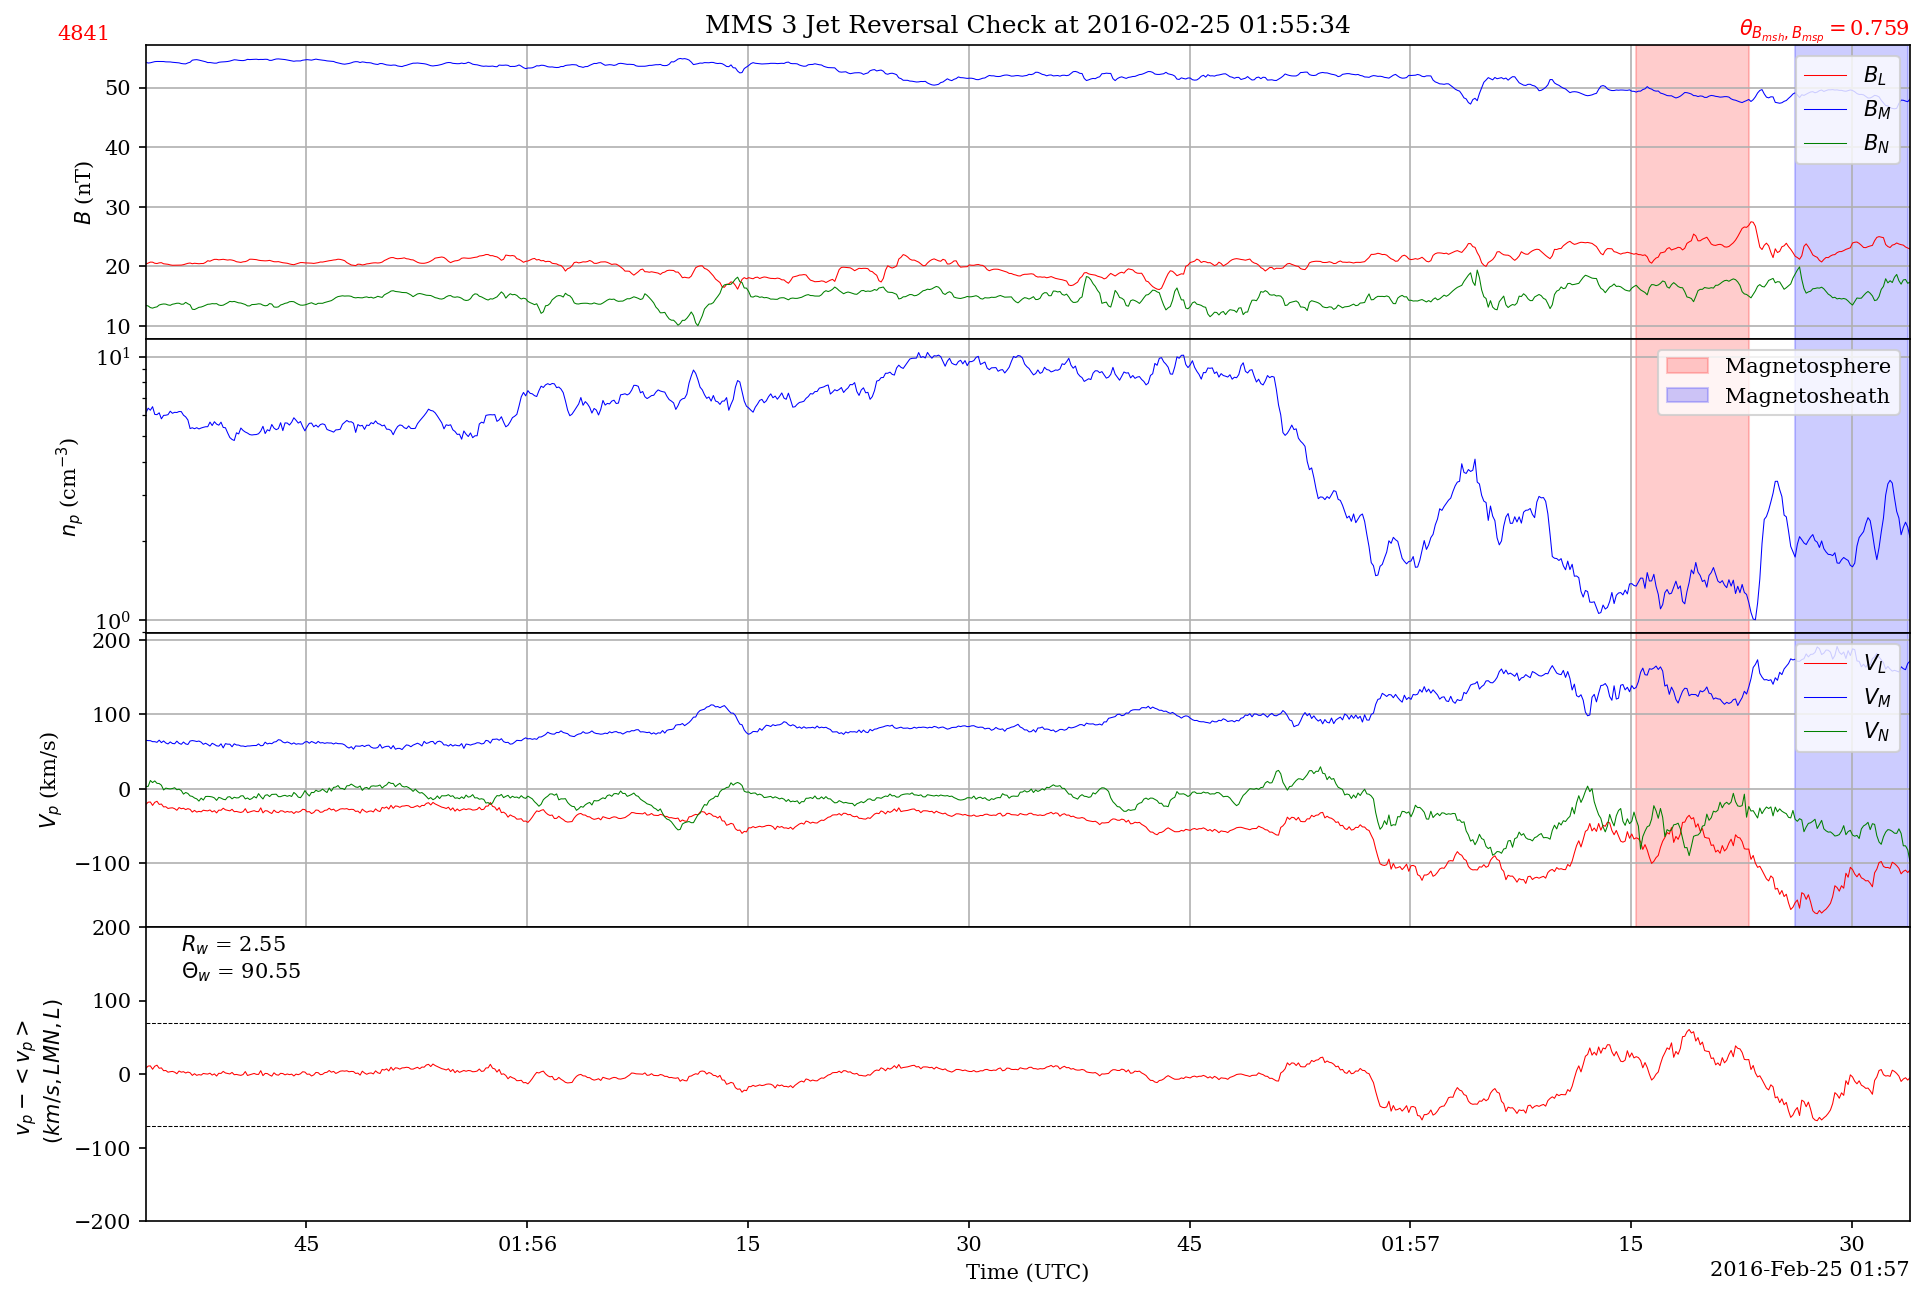 4841
MMS 3 Jet Reversal Check at 2016-02-25 01:55:34
θ_{B_{msh}, B_{msp}} = 0.759
B (nT)
50
40
30
20
10
B_L
B_M
B_N
n_p (cm^{−3})
10^1
10^0
Magnetosphere
Magnetosheath
V_p (km/s)
200
100
0
−100
V_L
V_M
V_N
v_p − < v_p >
(km/s, LMN, L)
200
100
0
−100
−200
R_w = 2.55
Θ_w = 90.55
45
01:56
15
30
45
01:57
15
30
Time (UTC)
2016-Feb-25 01:57